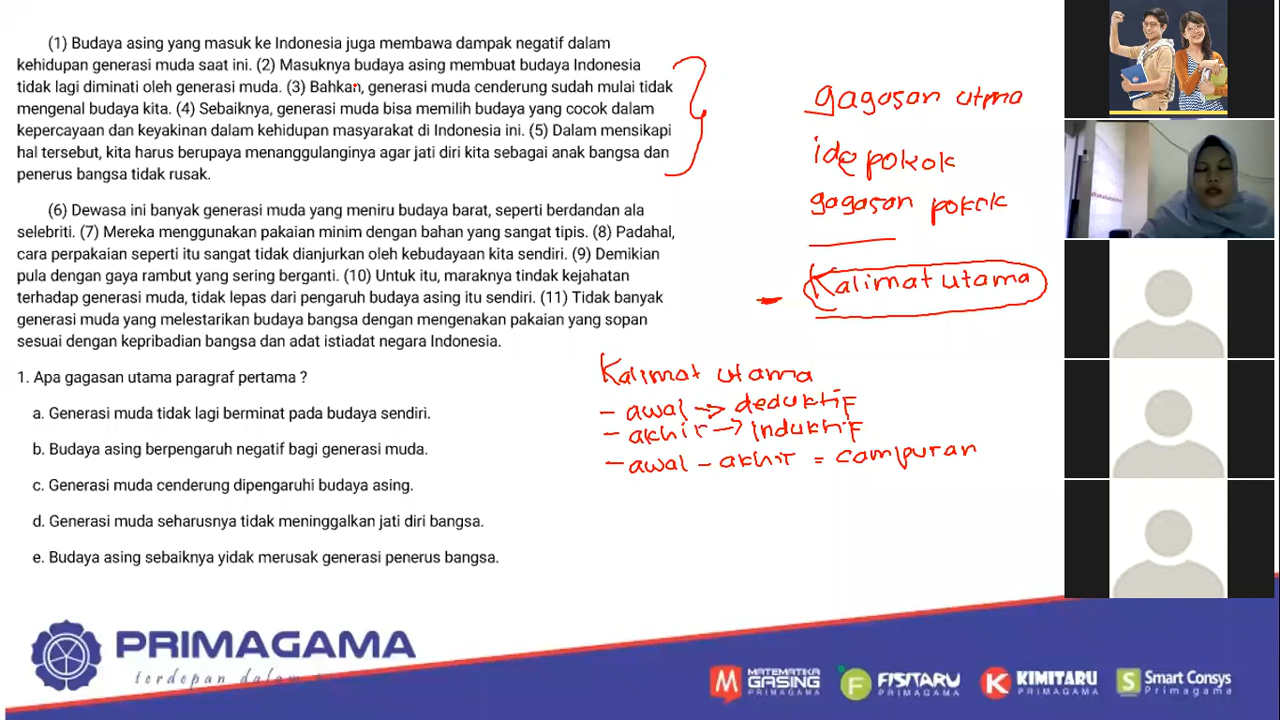 (1) Budaya asing yang masuk ke Indonesia juga membawa dampak negatif dalam
kehidupan generasi muda saat ini. (2) Masuknya budaya asing membuat budaya Indonesia
tidak lagi diminati oleh generasi muda. (3) Bahkan, generasi muda cenderung sudah mulai tidak
mengenal budaya kita. (4) Sebaiknya, generasi muda bisa memilih budaya yang cocok dalam
kepercayaan dan keyakinan dalam kehidupan masyarakat di Indonesia ini. (5) Dalam mensikapi
hal tersebut, kita harus berupaya menanggulanginya agar jati diri kita sebagai anak bangsa dan
penerus bangsa tidak rusak.
(6) Dewasa ini banyak generasi muda yang meniru budaya barat, seperti berdandan ala
selebriti. (7) Mereka menggunakan pakaian minim dengan bahan yang sangat tipis. (8) Padahal,
cara perpakaian seperti itu sangat tidak dianjurkan oleh kebudayaan kita sendiri. (9) Demikian
pula dengan gaya rambut yang sering berganti. (10) Untuk itu, maraknya tindak kejahatan
terhadap generasi muda, tidak lepas dari pengaruh budaya asing itu sendiri. (11) Tidak banyak
generasi muda yang melestarikan budaya bangsa dengan mengenakan pakaian yang sopan
sesuai dengan kepribadian bangsa dan adat istiadat negara Indonesia.
1. Apa gagasan utama paragraf pertama ?
a. Generasi muda tidak lagi berminat pada budaya sendiri.
b. Budaya asing berpengaruh negatif bagi generasi muda.
c. Generasi muda cenderung dipengaruhi budaya asing.
d. Generasi muda seharusnya tidak meninggalkan jati diri bangsa.
e. Budaya asing sebaiknya yidak merusak generasi penerus bangsa.
gagasan utama
ide pokok
gagasan pokok
Kalimat utama
Kalimat utama
- awal -> deduktif
- akhir -> induktif
- awal - akhir = campuran
PRIMAGAMA
terdepan dalam
MATEMATIKA
GASING
PRIMAGAMA
FISITARU
PRIMAGAMA
KIMITARU
PRIMAGAMA
Smart Consys
Primagama